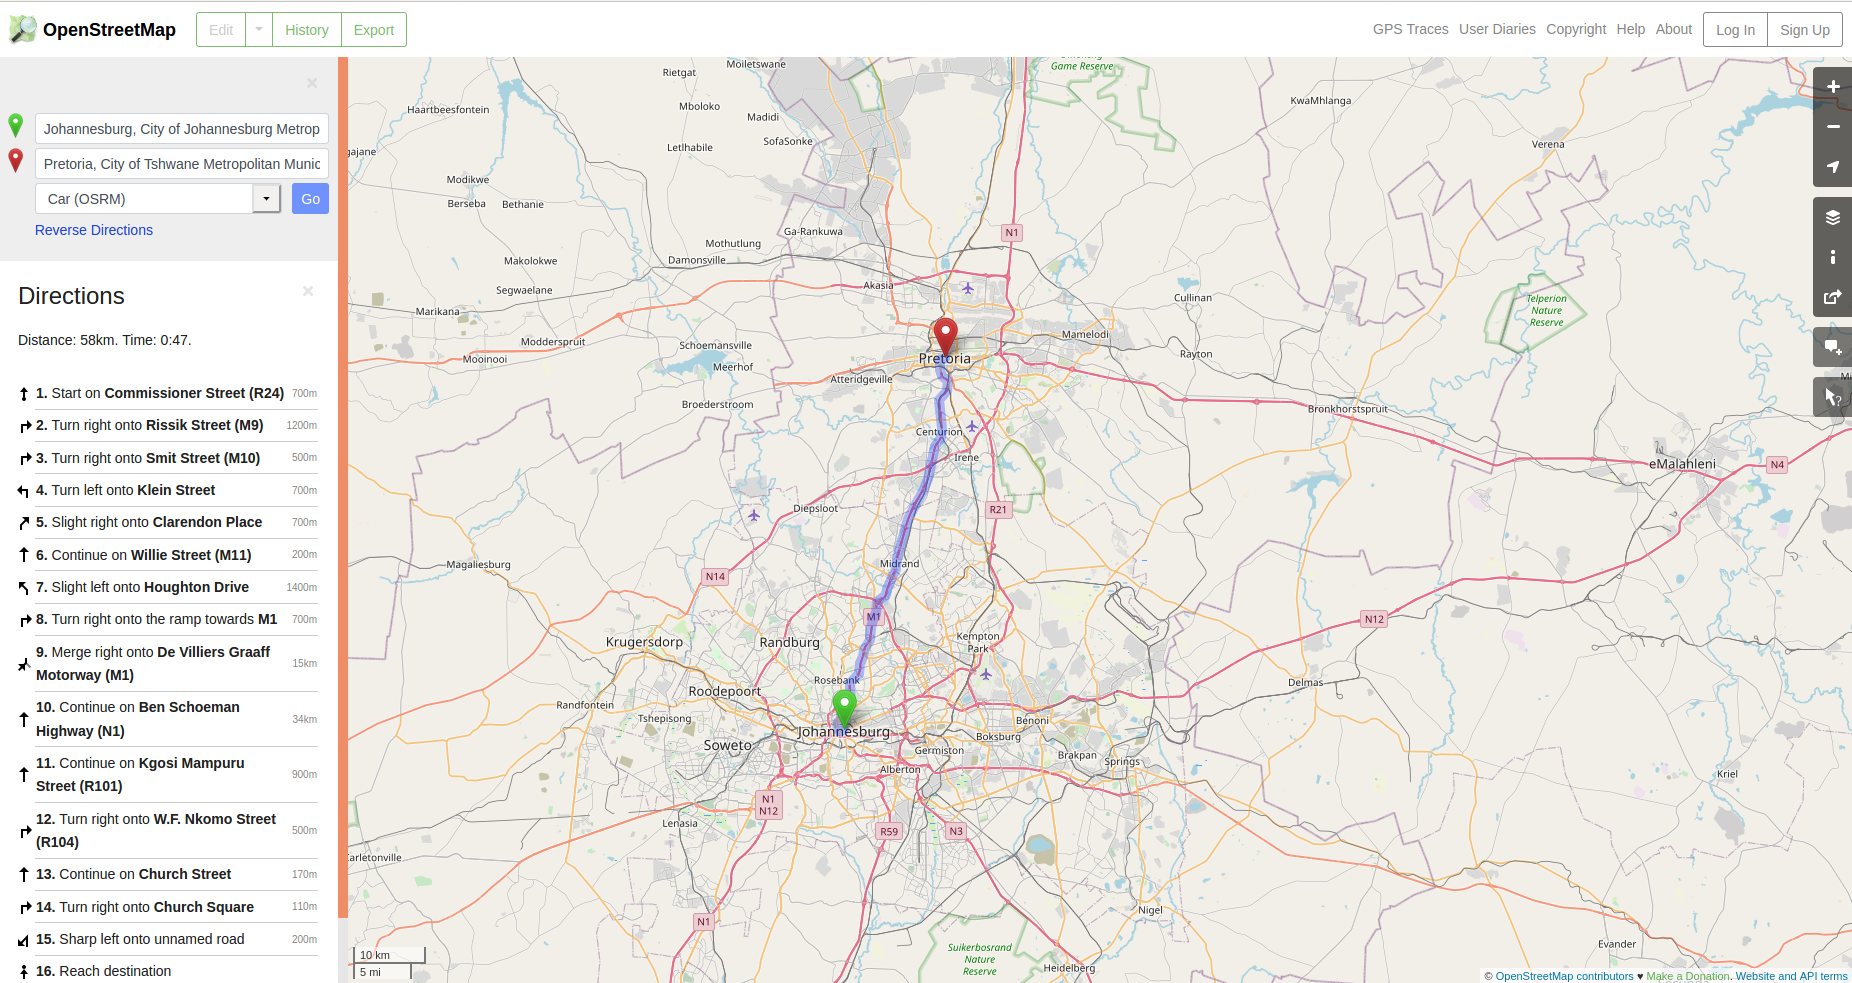 OpenStreetMap
Edit
History
Export
GPS Traces
User Diaries
Copyright
Help
About
Log In
Sign Up
Johannesburg, City of Johannesburg Metrop
Pretoria, City of Tshwane Metropolitan Munic
Car (OSRM)
Go
Reverse Directions
Directions
Distance: 58km. Time: 0:47.
1. Start on Commissioner Street (R24) 700m
2. Turn right onto Rissik Street (M9) 1200m
3. Turn right onto Smit Street (M10) 500m
4. Turn left onto Klein Street 700m
5. Slight right onto Clarendon Place 700m
6. Continue on Willie Street (M11) 200m
7. Slight left onto Houghton Drive 1400m
8. Turn right onto the ramp towards M1 700m
9. Merge right onto De Villiers Graaff
Motorway (M1)
15km
10. Continue on Ben Schoeman
Highway (N1)
34km
11. Continue on Kgosi Mampuru
Street (R101)
900m
12. Turn right onto W.F. Nkomo Street
(R104)
500m
13. Continue on Church Street 170m
14. Turn right onto Church Square 110m
15. Sharp left onto unnamed road 200m
16. Reach destination
Moiletswane
Game Reserve
Rietgat
Haartbeesfontein
Mboloko
KwaMhlanga
Madidi
SofaSonke
Verena
Letlhabile
gajane
Modikwe
Berseba
Bethanie
Ga-Rankuwa
N1
Mothutlung
Makolokwe
Damonsville
Segwaelane
Akasia
Cullinan
Telperion
Nature
Reserve
Marikana
Mamelodi
Modderspruit
Schoemansville
Rayton
Mooinooi
Pretoria
Meerhof
Atteridgeville
Broederstroom
Bronkhorstspruit
Centurion
Irene
eMalahleni
N4
Diepsloot
R21
Magaliesburg
Midrand
N14
M1
N12
Krugersdorp
Randburg
Kempton
Park
Rosebank
Delmas
Roodepoort
Randfontein
Tshepisong
Benoni
Johannesburg
Boksburg
Soweto
Germiston
Brakpan
Springs
Alberton
Kriel
N1
N12
Lenasia
R59
N3
Carletonville
N1
Nigel
Suikerbosrand
Nature
Reserve
Evander
Heidelberg
10 km
5 mi
© OpenStreetMap contributors ♥ Make a Donation. Website and API terms